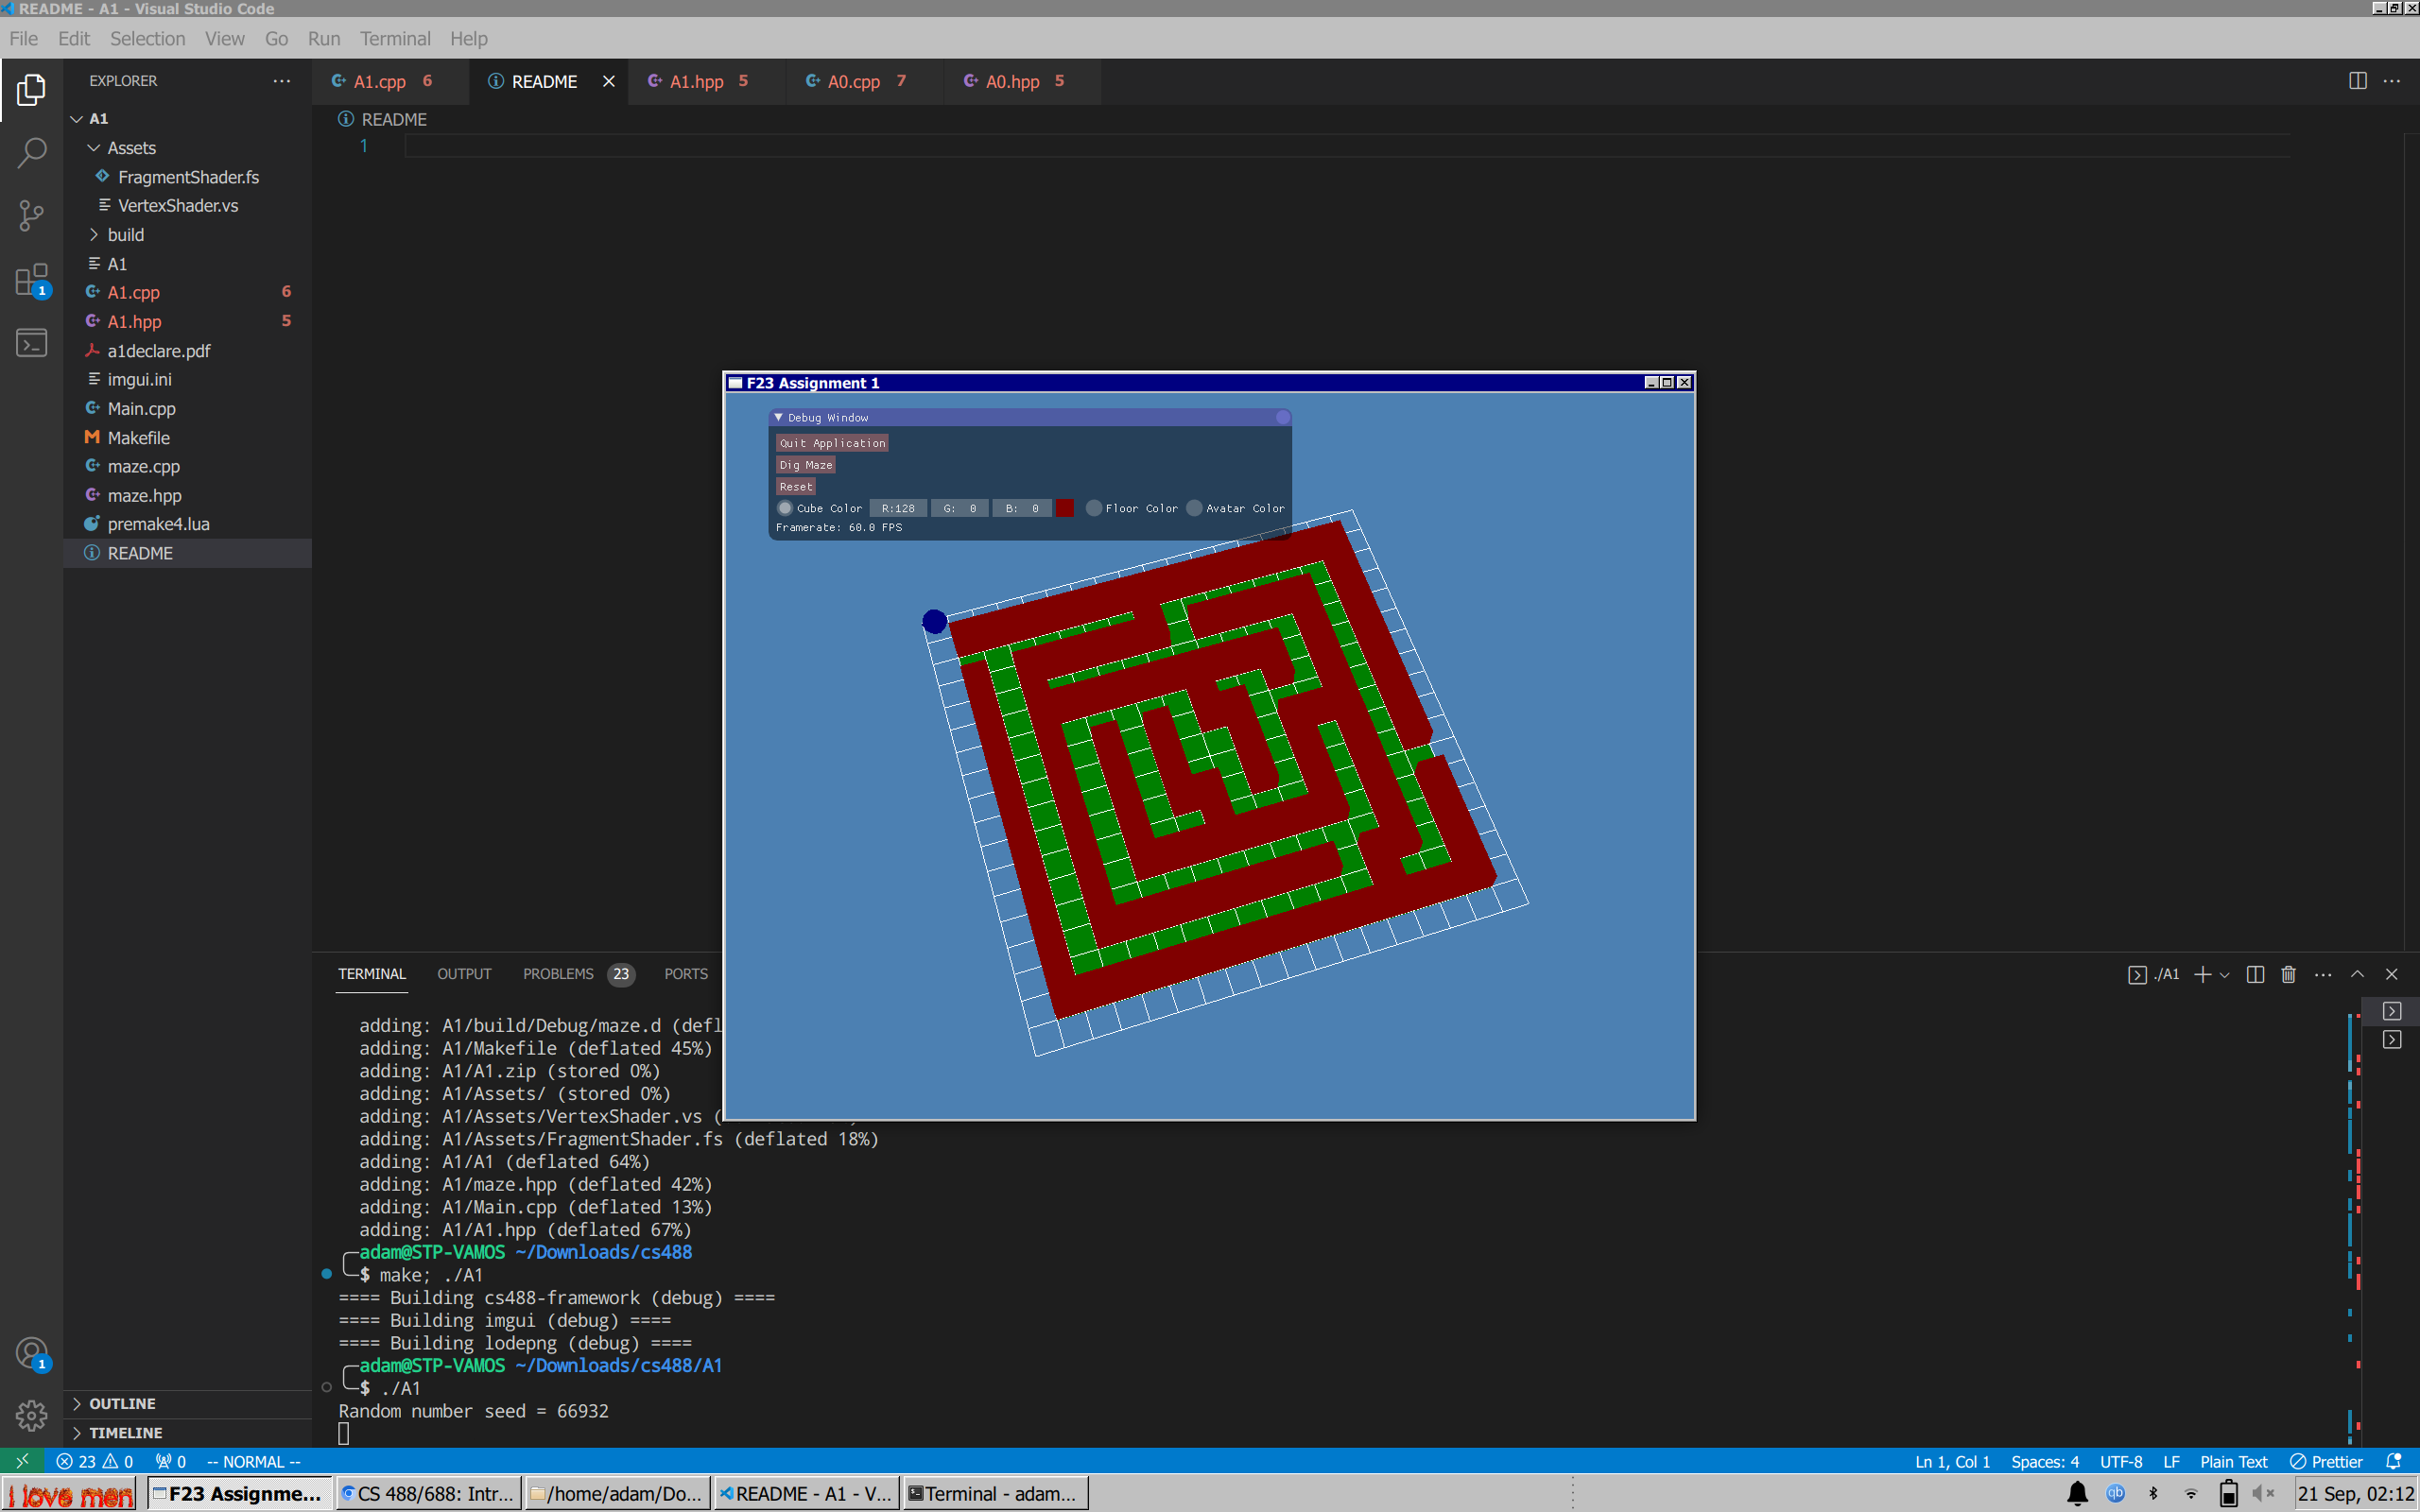 README - A1 - Visual Studio Code
File Edit Selection View Go Run Terminal Help
EXPLORER
A1.cpp 6 README A1.hpp 5 A0.cpp 7 A0.hpp 5
A1
README
Assets
1
FragmentShader.fs
VertexShader.vs
build
A1
1
A1.cpp 6
A1.hpp 5
a1declare.pdf
imgui.ini
Main.cpp
Makefile
maze.cpp
maze.hpp
premake4.lua
README
F23 Assignment 1
Debug Window
Quit Application
Dig Maze
Reset
Cube Color R:128 G: 0 B: 0 Floor Color Avatar Color
Framerate: 60.0 FPS
TERMINAL OUTPUT PROBLEMS 23 PORTS
./A1
adding: A1/build/Debug/maze.d (defl
adding: A1/Makefile (deflated 45%)
adding: A1/A1.zip (stored 0%)
adding: A1/Assets/ (stored 0%)
adding: A1/Assets/VertexShader.vs (
adding: A1/Assets/FragmentShader.fs (deflated 18%)
adding: A1/A1 (deflated 64%)
adding: A1/maze.hpp (deflated 42%)
adding: A1/Main.cpp (deflated 13%)
adding: A1/A1.hpp (deflated 67%)
adam@STP-VAMOS ~/Downloads/cs488
$ make; ./A1
==== Building cs488-framework (debug) ====
==== Building imgui (debug) ====
==== Building lodepng (debug) ====
adam@STP-VAMOS ~/Downloads/cs488/A1
$ ./A1
Random number seed = 66932
1
OUTLINE
TIMELINE
23 0 0 -- NORMAL --
Ln 1, Col 1 Spaces: 4 UTF-8 LF Plain Text Prettier
I love men F23 Assignme... CS 488/688: Intr... /home/adam/Do... README - A1 - V... Terminal - adam...
qb 21 Sep, 02:12